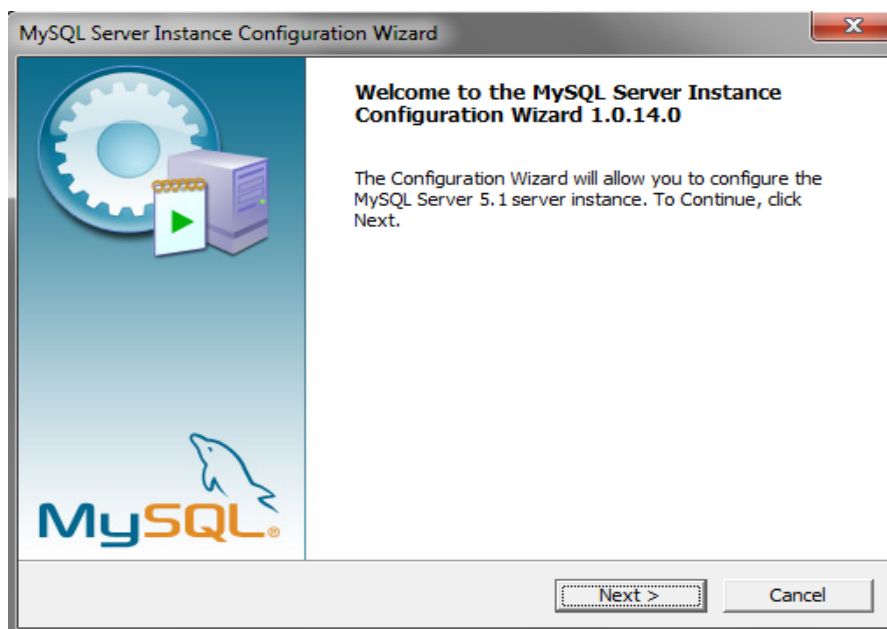 MySQL Server Instance Configuration Wizard
Welcome to the MySQL Server Instance
Configuration Wizard 1.0.14.0
The Configuration Wizard will allow you to configure the
MySQL Server 5.1 server instance. To Continue, click
Next.
MySQL®
Next >
Cancel